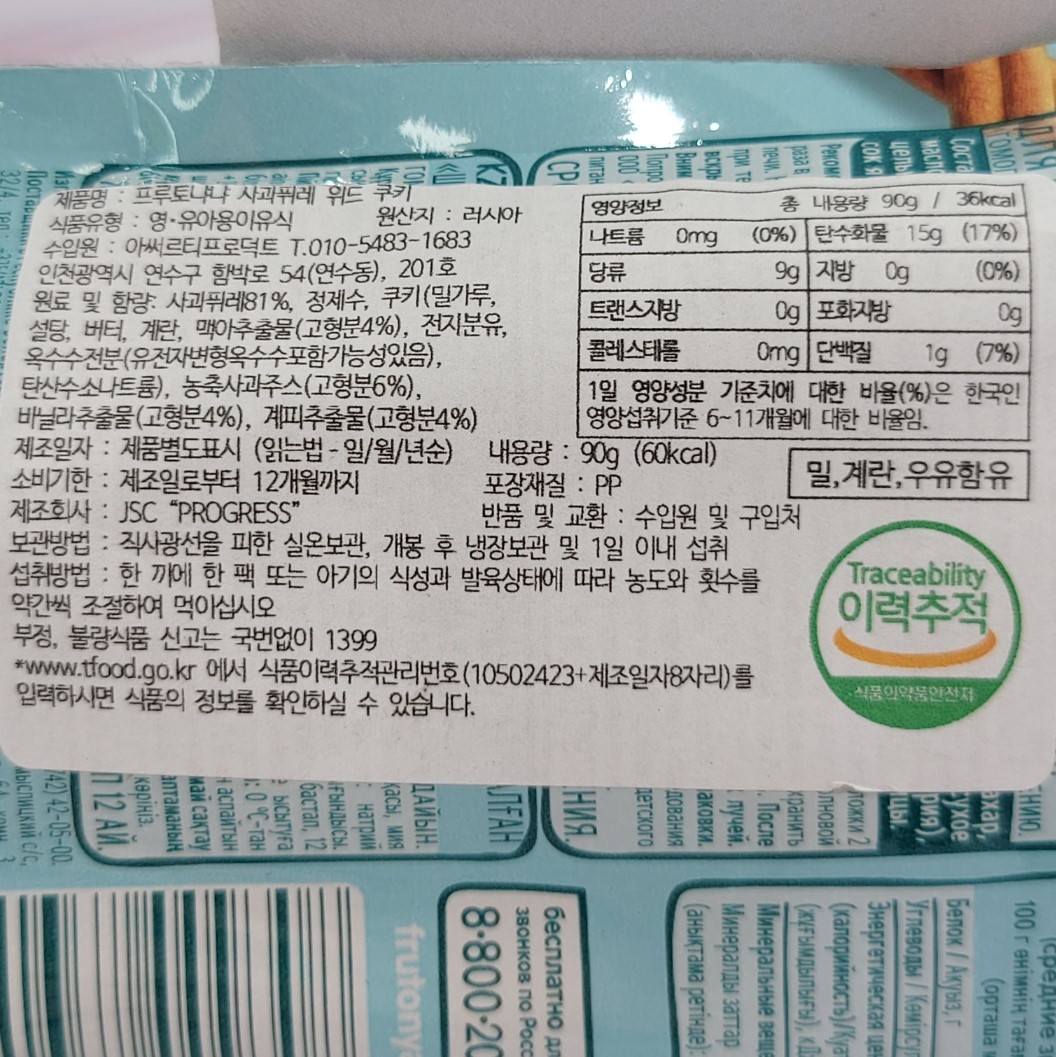 제품명 : 프루토냐냐 사과퓌레 위드 쿠키
식품유형 : 영·유아용이유식 원산지 : 러시아
수입원 : 아써르티프로덕트 T.010-5483-1683
인천광역시 연수구 함박로 54(연수동), 201호
원료 및 함량: 사과퓌레81%, 정제수, 쿠키(밀가루,
설탕, 버터, 계란, 맥아추출물(고형분4%), 전지분유,
옥수수전분(유전자변형옥수수포함가능성있음),
탄산수소나트륨), 농축사과주스(고형분6%),
바닐라추출물(고형분4%), 계피추출물(고형분4%)
제조일자 : 제품별도표시 (읽는법 - 일/월/년순)
소비기한 : 제조일로부터 12개월까지
제조회사 : JSC “PROGRESS”
내용량 : 90g (60kcal)
포장재질 : PP
반품 및 교환 : 수입원 및 구입처
보관방법 : 직사광선을 피한 실온보관, 개봉 후 냉장보관 및 1일 이내 섭취
섭취방법 : 한 끼에 한 팩 또는 아기의 식성과 발육상태에 따라 농도와 횟수를
약간씩 조절하여 먹이십시오
부정, 불량식품 신고는 국번없이 1399
*www.tfood.go.kr 에서 식품이력추적관리번호(10502423+제조일자8자리)를
입력하시면 식품의 정보를 확인하실 수 있습니다.
영양정보 총 내용량 90g / 36kcal
나트륨 0mg (0%) 탄수화물 15g (17%)
당류 9g 지방 0g (0%)
트랜스지방 0g 포화지방 0g
콜레스테롤 0mg 단백질 1g (7%)
1일 영양성분 기준치에 대한 비율(%)은 한국인
영양섭취기준 6~11개월에 대한 비율임.
밀,계란,우유함유
Traceability
이력추적
식품의약품안전처
бесплатно
звонков по
8-800-20
frutony
Белок / Ақуыз, г
Углеводы /
Энергетическая
(калорийность)/
Минеральные
Минералды заттар
(анықтама ретінде):
100 г өнімнің
(орташа